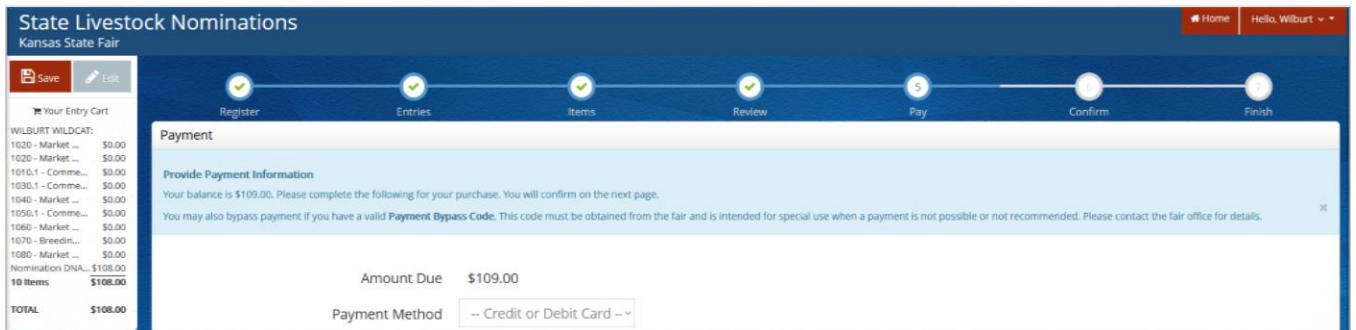 State Livestock Nominations
Kansas State Fair
Home
Hello, Wilburt
Save
Edit
Your Entry Cart
WILBURT WILDCAT:
1020 - Market ... $0.00
1020 - Market ... $0.00
1010.1 - Comme... $0.00
1030.1 - Comme... $0.00
1040 - Market ... $0.00
1050.1 - Comme... $0.00
1060 - Market ... $0.00
1070 - Breedin... $0.00
1080 - Market ... $0.00
Nomination DNA... $108.00
10 Items $108.00
TOTAL $108.00
5
6
7
Register
Entries
Items
Review
Pay
Confirm
Finish
Payment
Provide Payment Information
Your balance is $109.00. Please complete the following for your purchase. You will confirm on the next page.
You may also bypass payment if you have a valid Payment Bypass Code. This code must be obtained from the fair and is intended for special use when a payment is not possible or not recommended. Please contact the fair office for details.
×
Amount Due $109.00
Payment Method -- Credit or Debit Card --